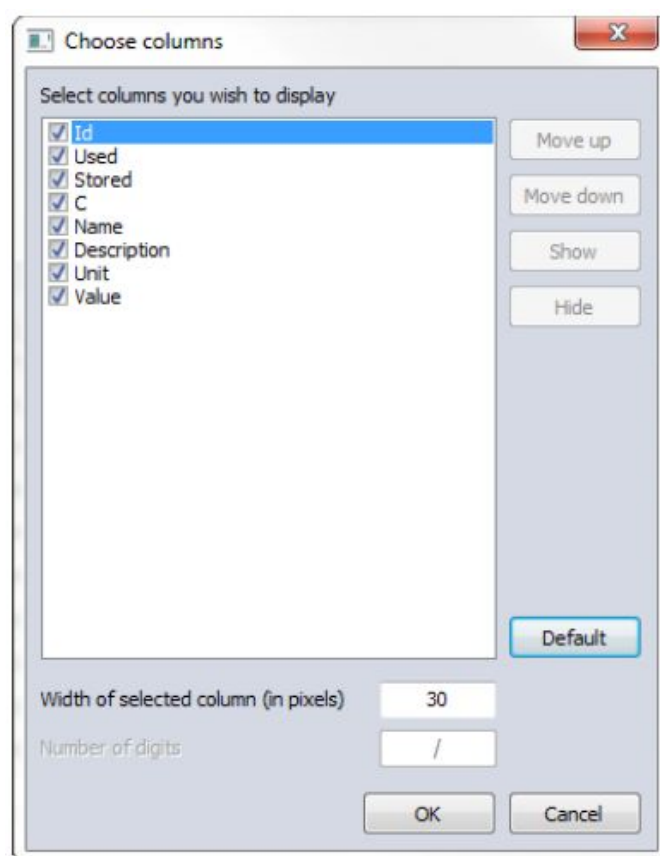 Choose columns
Select columns you wish to display
Id
Used
Stored
C
Name
Description
Unit
Value
Move up
Move down
Show
Hide
Default
Width of selected column (in pixels) 30
Number of digits /
OK Cancel